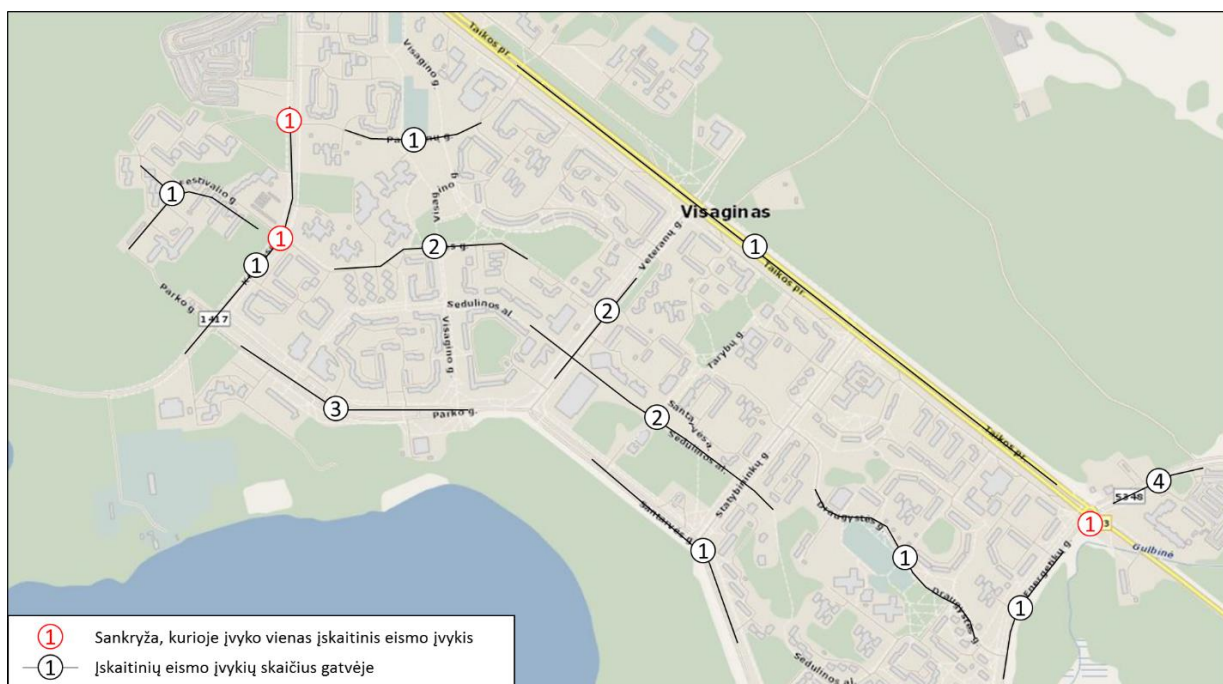 Taikos pr.
Visagino g.
1
1
1
Festivalio g.
1
1
Visagino g.
2
Visaginas
Veteranų g.
1
Taikos pr.
Parko g.
1417
Sedulinos al.
2
Visagino g.
Tarybų g.
3
Parko g.
2
Sedulinos al.
Taikos pr.
4
5348
Statybininkų g.
Draugystės g.
1
Gulbinė
Santarvės g.
1
1
Energetikų g.
Draugystės g.
1
Sedulinos al.
1 Sankryža, kurioje įvyko vienas įskaitinis eismo įvykis
1 Įskaitinių eismo įvykių skaičius gatvėje